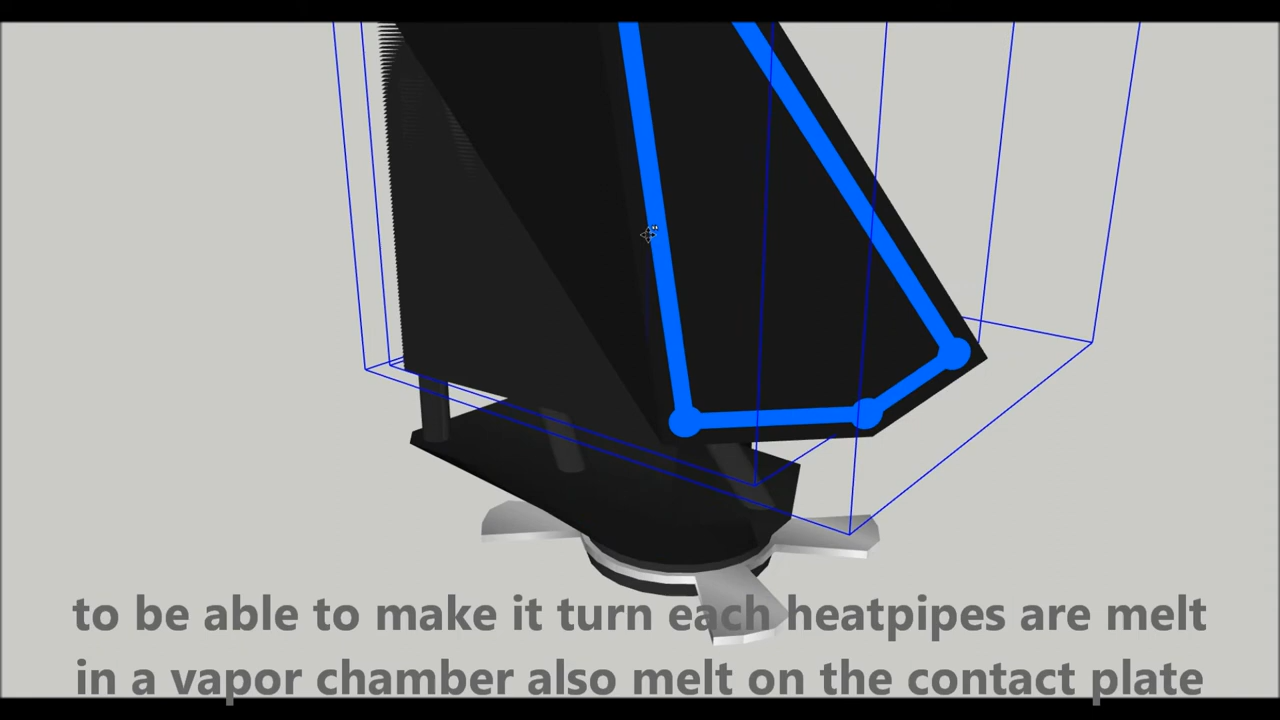 to be able to make it turn each heatpipes are melt
in a vapor chamber also melt on the contact plate